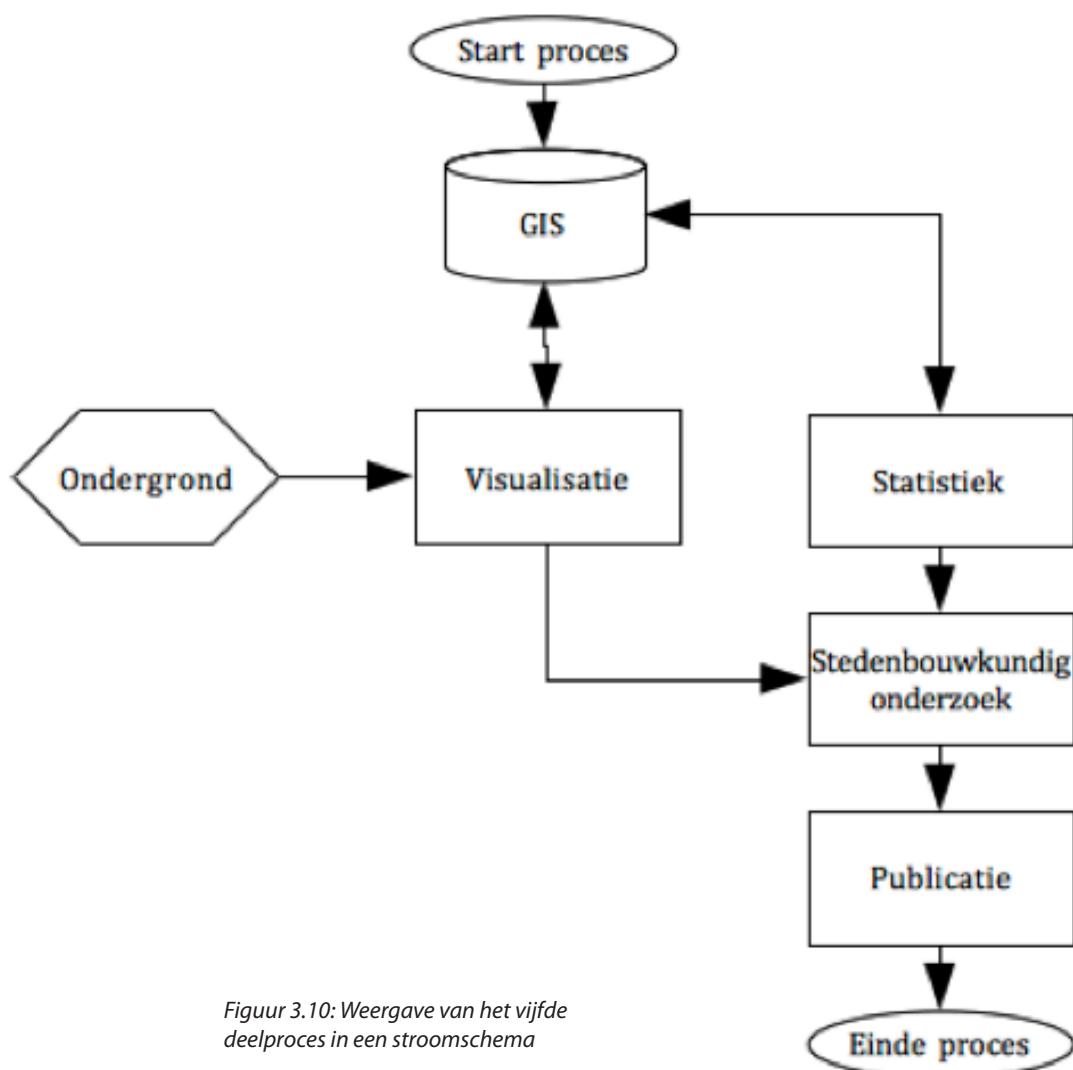 Start proces
GIS
Ondergrond
Visualisatie
Statistiek
Stedenbouwkundig
onderzoek
Publicatie
Einde proces
Figuur 3.10: Weergave van het vijfde
deelproces in een stroomschema